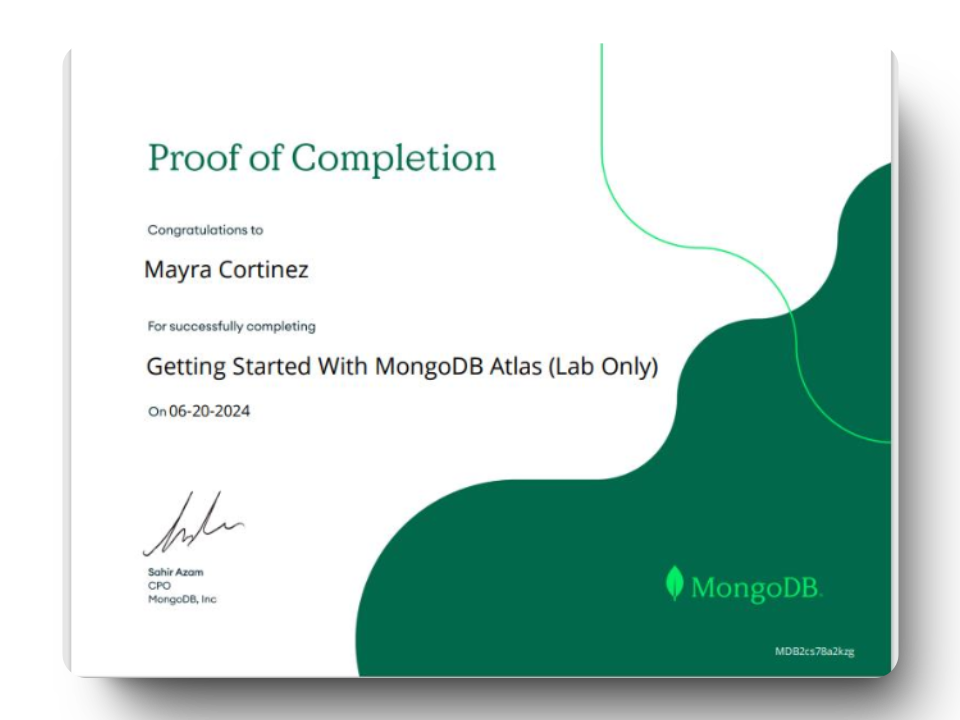 Proof of Completion
Congratulations to
Mayra Cortinez
For successfully completing
Getting Started With MongoDB Atlas (Lab Only)
On 06-20-2024
Sahir Azam
CPO
MongoDB, Inc
MongoDB.
MDB2cs78a2kzg